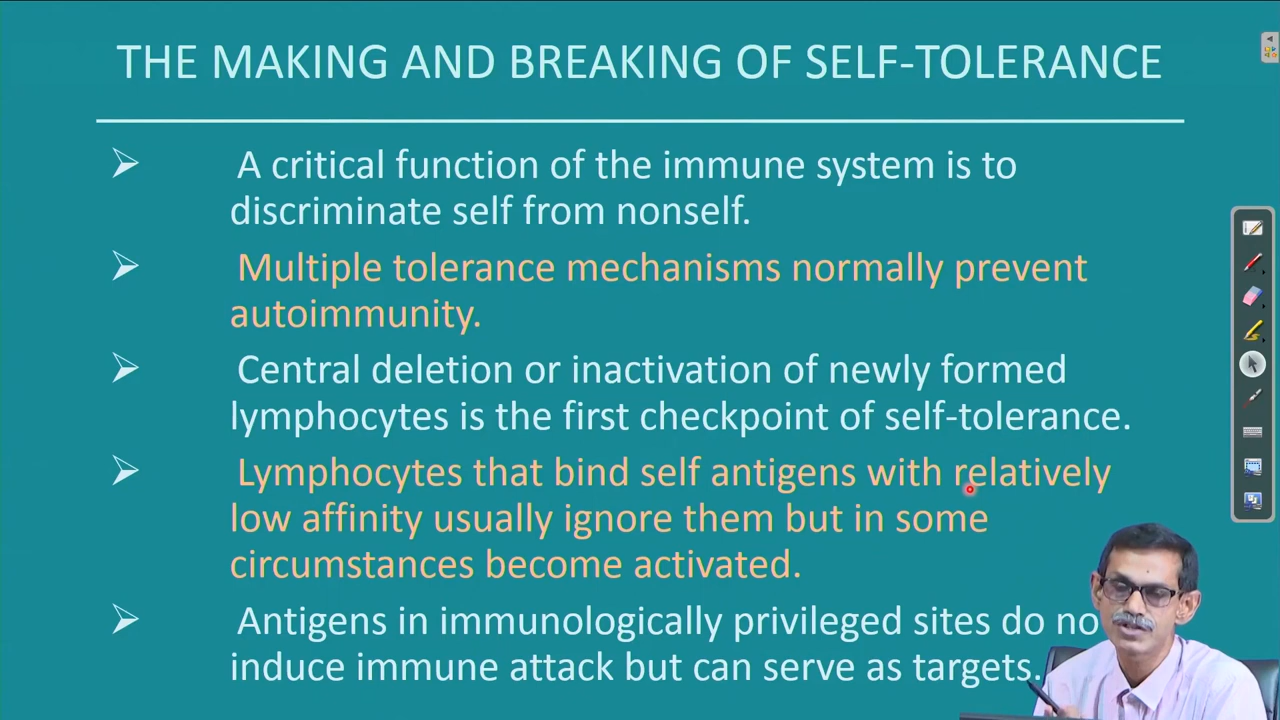 THE MAKING AND BREAKING OF SELF-TOLERANCE
A critical function of the immune system is to
discriminate self from nonself.
Multiple tolerance mechanisms normally prevent
autoimmunity.
Central deletion or inactivation of newly formed
lymphocytes is the first checkpoint of self-tolerance.
Lymphocytes that bind self antigens with relatively
low affinity usually ignore them but in some
circumstances become activated.
Antigens in immunologically privileged sites do
induce immune attack but can serve as targets.